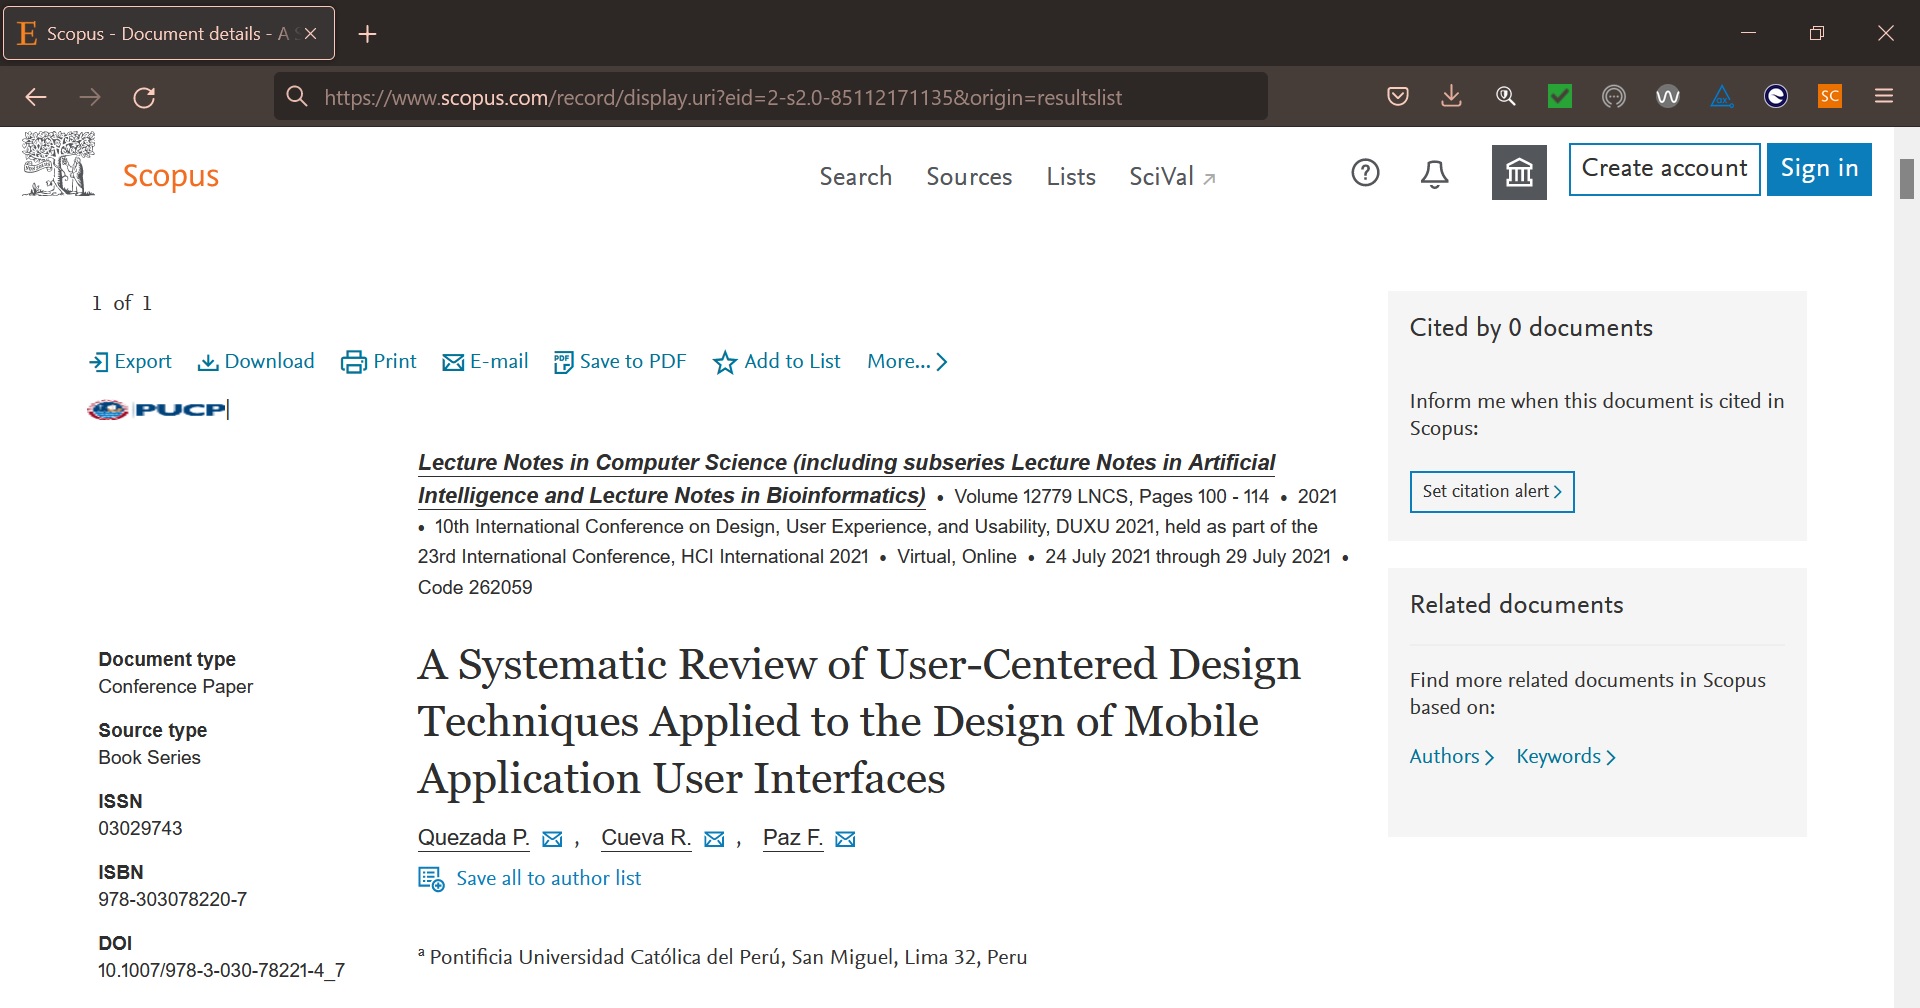 E Scopus - Document details - A S
https://www.scopus.com/record/display.uri?eid=2-s2.0-85112171135&origin=resultslist
SC
Scopus
Search Sources Lists SciVal
Create account
Sign in
1 of 1
Export Download Print E-mail PDF Save to PDF Add to List More...
PUCP
Lecture Notes in Computer Science (including subseries Lecture Notes in Artificial
Intelligence and Lecture Notes in Bioinformatics) • Volume 12779 LNCS, Pages 100 - 114 • 2021
• 10th International Conference on Design, User Experience, and Usability, DUXU 2021, held as part of the
23rd International Conference, HCI International 2021 • Virtual, Online • 24 July 2021 through 29 July 2021 •
Code 262059
Document type
Conference Paper
Source type
Book Series
ISSN
03029743
ISBN
978-303078220-7
DOI
10.1007/978-3-030-78221-4_7
A Systematic Review of User-Centered Design
Techniques Applied to the Design of Mobile
Application User Interfaces
Quezada P. , Cueva R. , Paz F.
Save all to author list
a Pontificia Universidad Católica del Perú, San Miguel, Lima 32, Peru
Cited by 0 documents
Inform me when this document is cited in
Scopus:
Set citation alert
Related documents
Find more related documents in Scopus
based on:
Authors Keywords